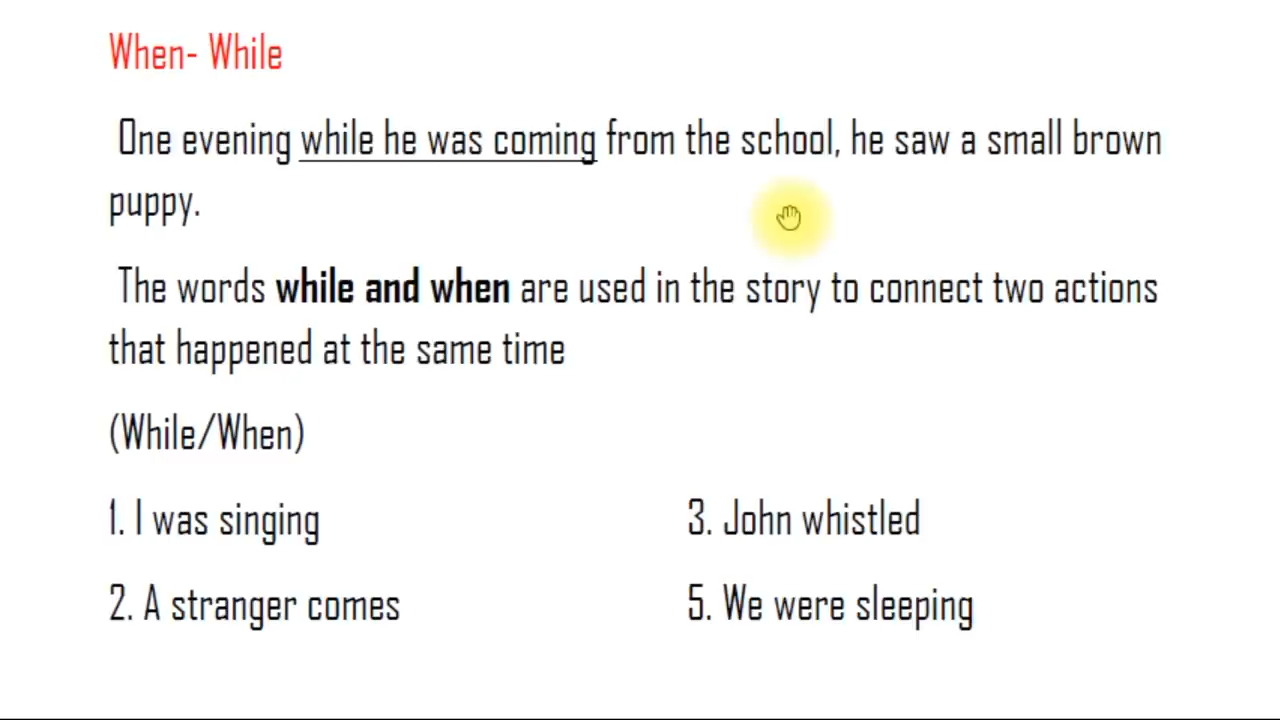 When- While
One evening while he was coming from the school, he saw a small brown
puppy.
The words while and when are used in the story to connect two actions
that happened at the same time
(While/When)
1. I was singing
3. John whistled
2. A stranger comes
5. We were sleeping